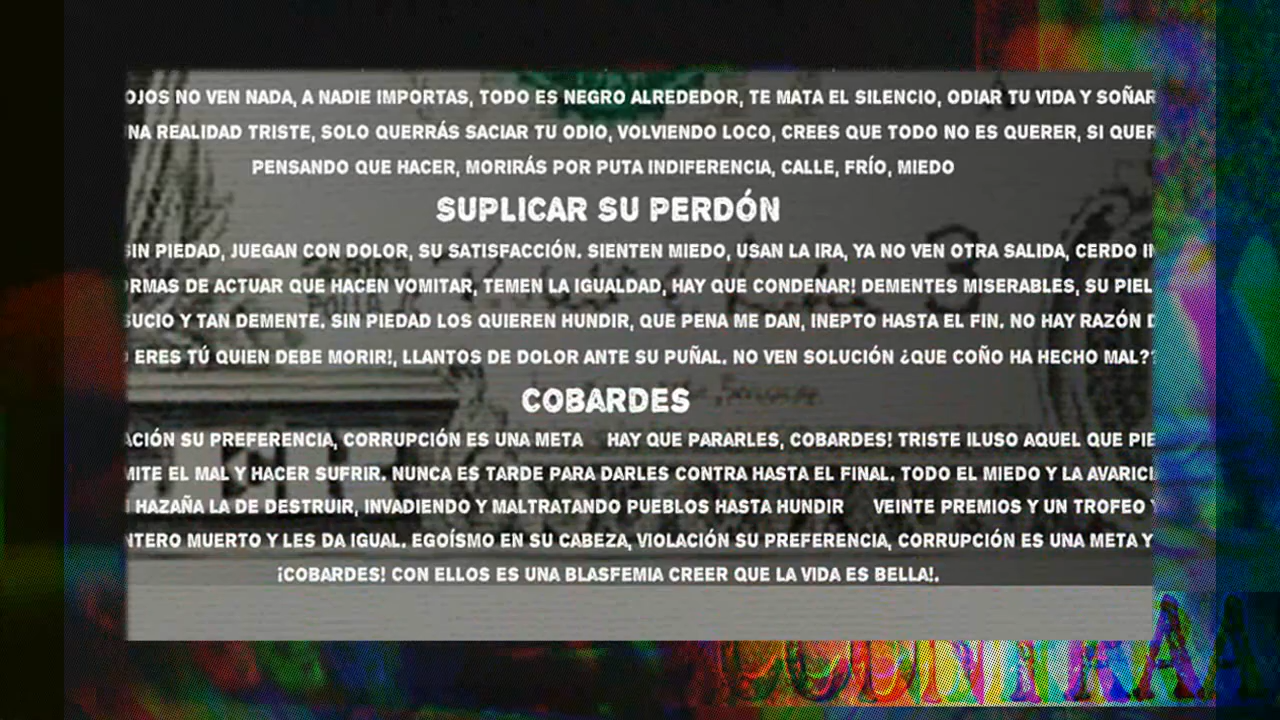 OJOS NO VEN NADA, A NADIE IMPORTAS, TODO ES NEGRO ALREDEDOR, TE MATA EL SILENCIO, ODIAR TU VIDA Y SOÑAR
NA REALIDAD TRISTE, SOLO QUERRÁS SACIAR TU ODIO, VOLVIENDO LOCO, CREES QUE TODO NO ES QUERER, SI QUER
PENSANDO QUE HACER, MORIRÁS POR PUTA INDIFERENCIA, CALLE, FRÍO, MIEDO
SUPLICAR SU PERDÓN
SIN PIEDAD, JUEGAN CON DOLOR, SU SATISFACCIÓN. SIENTEN MIEDO, USAN LA IRA, YA NO VEN OTRA SALIDA, CERDO
RMAS DE ACTUAR QUE HACEN VOMITAR, TEMEN LA IGUALDAD, HAY QUE CONDENAR! DEMENTES MISERABLES, SU PIEL
SUCIO Y TAN DEMENTE. SIN PIEDAD LOS QUIEREN HUNDIR, QUE PENA ME DAN, INEPTO HASTA EL FIN. NO HAY RAZÓN
ERES TÚ QUIEN DEBE MORIR!, LLANTOS DE DOLOR ANTE SU PUÑAL. NO VEN SOLUCIÓN ¿QUE COÑO HA HECHO MAL?
COBARDES
ACIÓN SU PREFERENCIA, CORRUPCIÓN ES UNA META HAY QUE PARARLES, COBARDES! TRISTE ILUSO AQUEL QUE PIE
MITE EL MAL Y HACER SUFRIR. NUNCA ES TARDE PARA DARLES CONTRA HASTA EL FINAL. TODO EL MIEDO Y LA AVARICI
HAZAÑA LA DE DESTRUIR, INVADIENDO Y MALTRATANDO PUEBLOS HASTA HUNDIR VEINTE PREMIOS Y UN TROFEO Y
NTERO MUERTO Y LES DA IGUAL. EGOÍSMO EN SU CABEZA, VIOLACIÓN SU PREFERENCIA, CORRUPCIÓN ES UNA META Y
¡COBARDES! CON ELLOS ES UNA BLASFEMIA CREER QUE LA VIDA ES BELLA!.